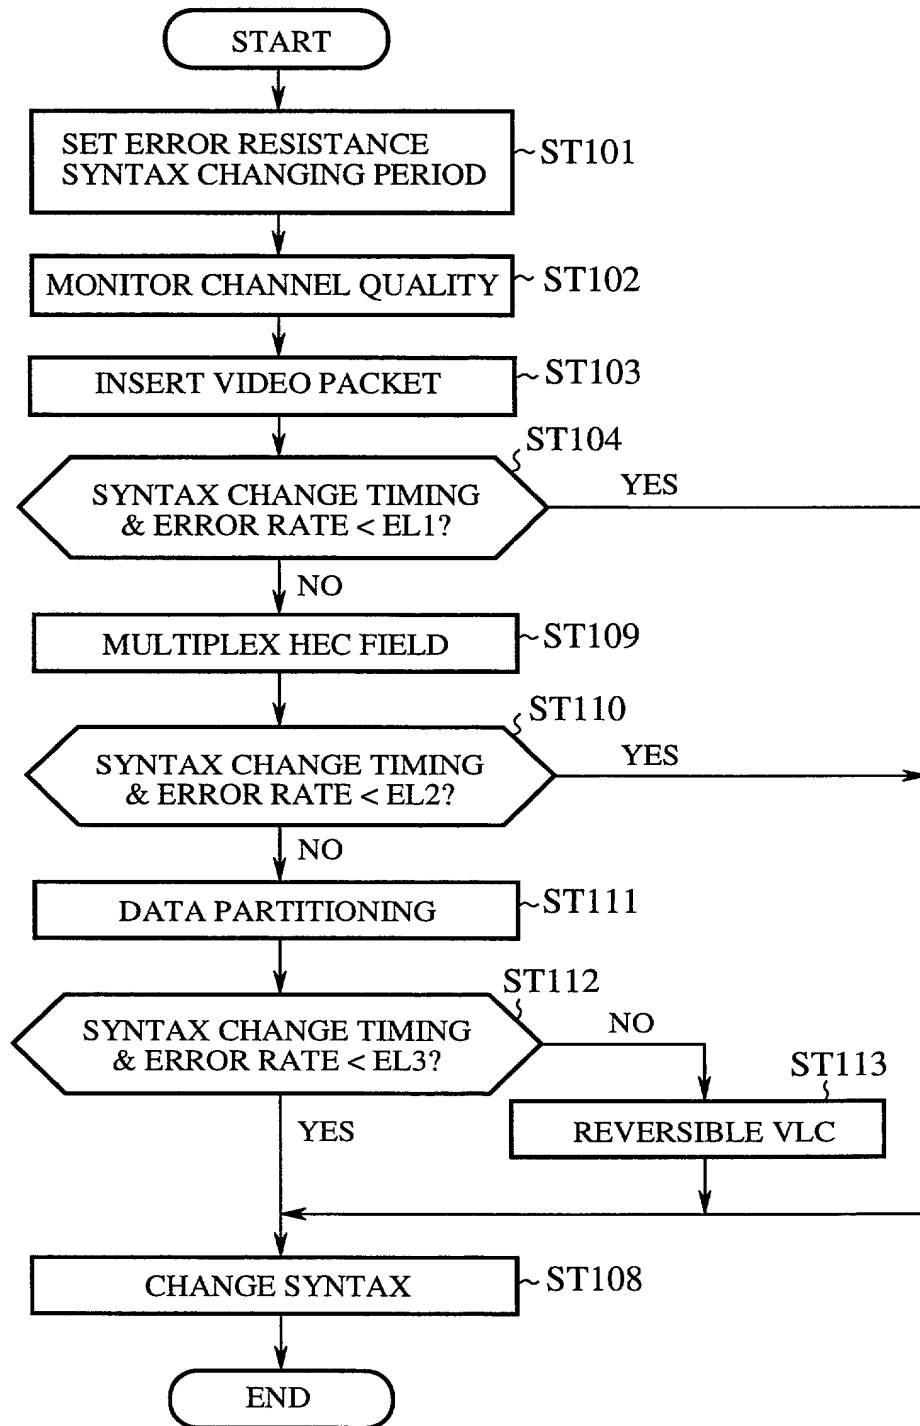 START
SET ERROR RESISTANCE
SYNTAX CHANGING PERIOD
ST101
MONITOR CHANNEL QUALITY
ST102
INSERT VIDEO PACKET
ST103
ST104
SYNTAX CHANGE TIMING
& ERROR RATE < EL1?
YES
NO
MULTIPLEX HEC FIELD
ST109
ST110
SYNTAX CHANGE TIMING
& ERROR RATE < EL2?
YES
NO
DATA PARTITIONING
ST111
ST112
SYNTAX CHANGE TIMING
& ERROR RATE < EL3?
NO
YES
ST113
REVERSIBLE VLC
CHANGE SYNTAX
ST108
END